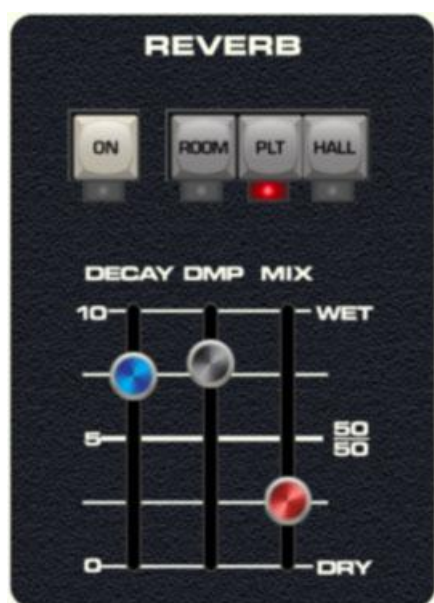 REVERB
ON ROOM PLT HALL
DECAY DMP MIX
10 WET
5 50
50
0 DRY